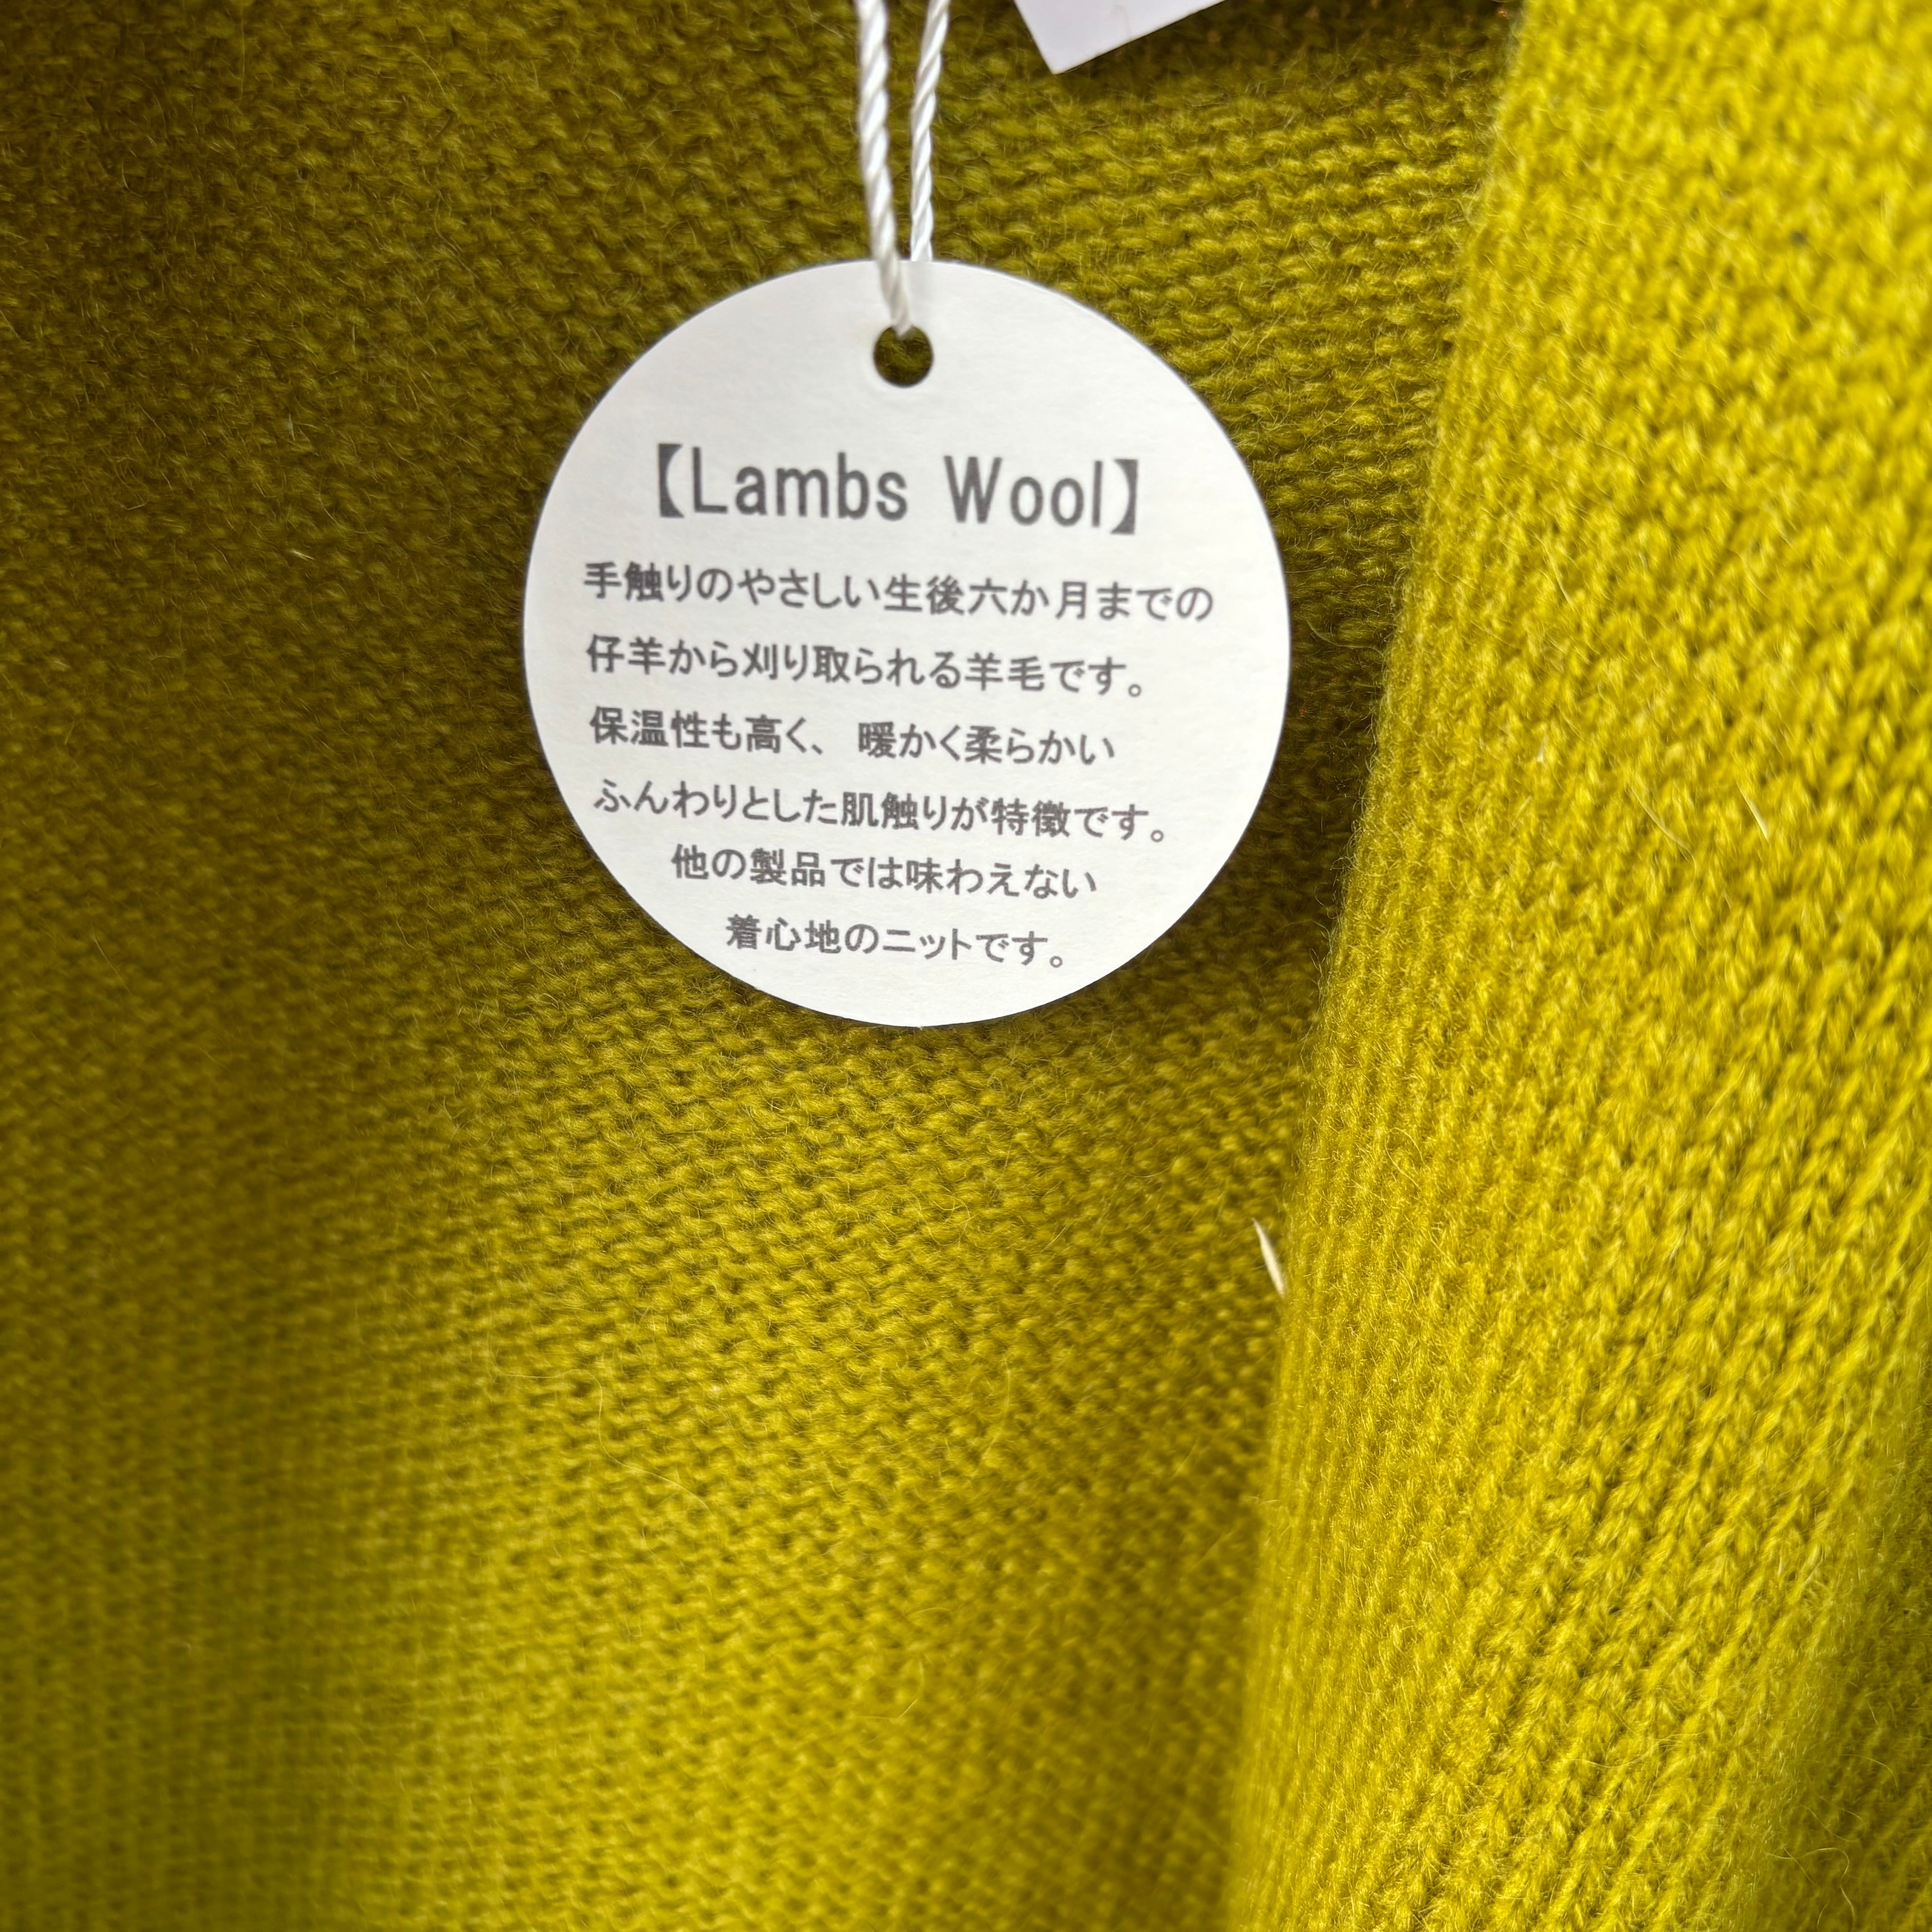 【Lambs Wool】
手触りのやさしい生後六か月までの
仔羊から刈り取られる羊毛です。
保温性も高く、 暖かく柔らかい
ふんわりとした肌触りが特徴です。
他の製品では味わえない
着心地のニットです。